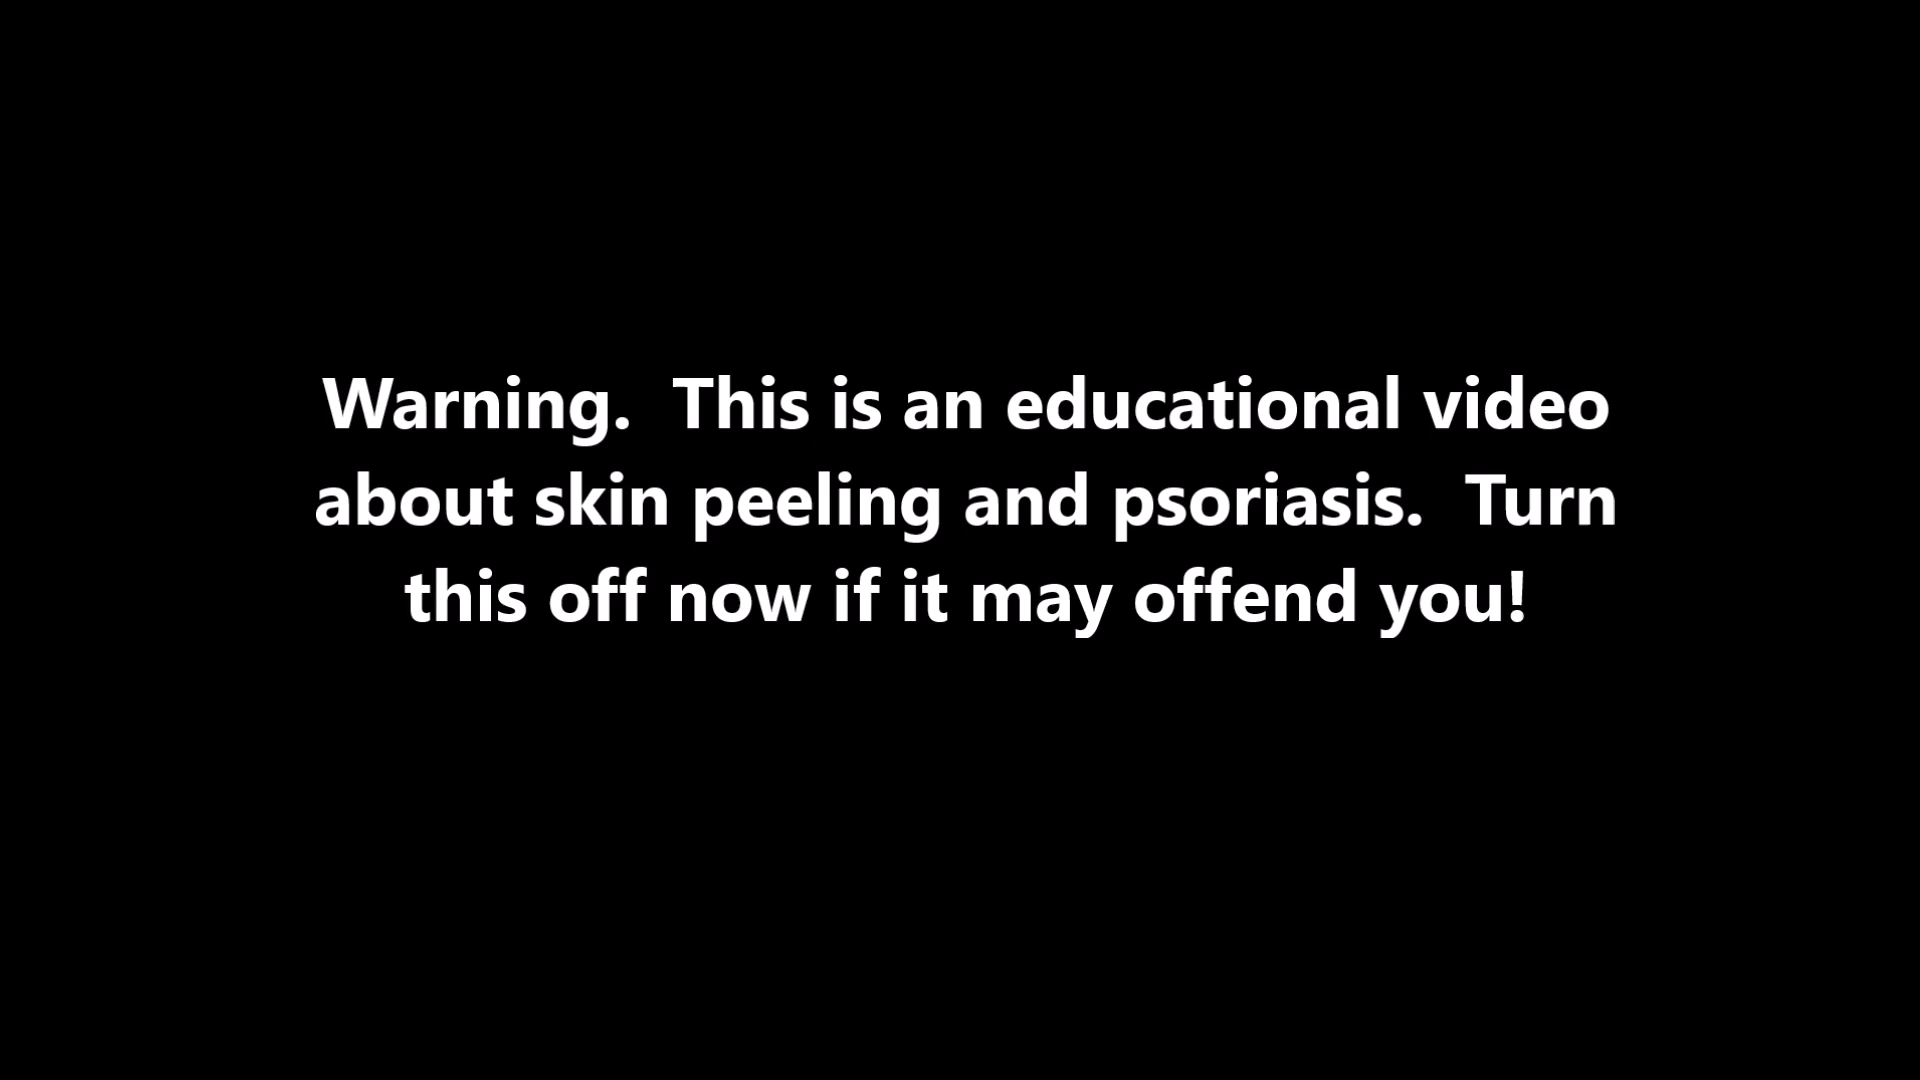 Warning.  This is an educational video
about skin peeling and psoriasis.  Turn
this off now if it may offend you!